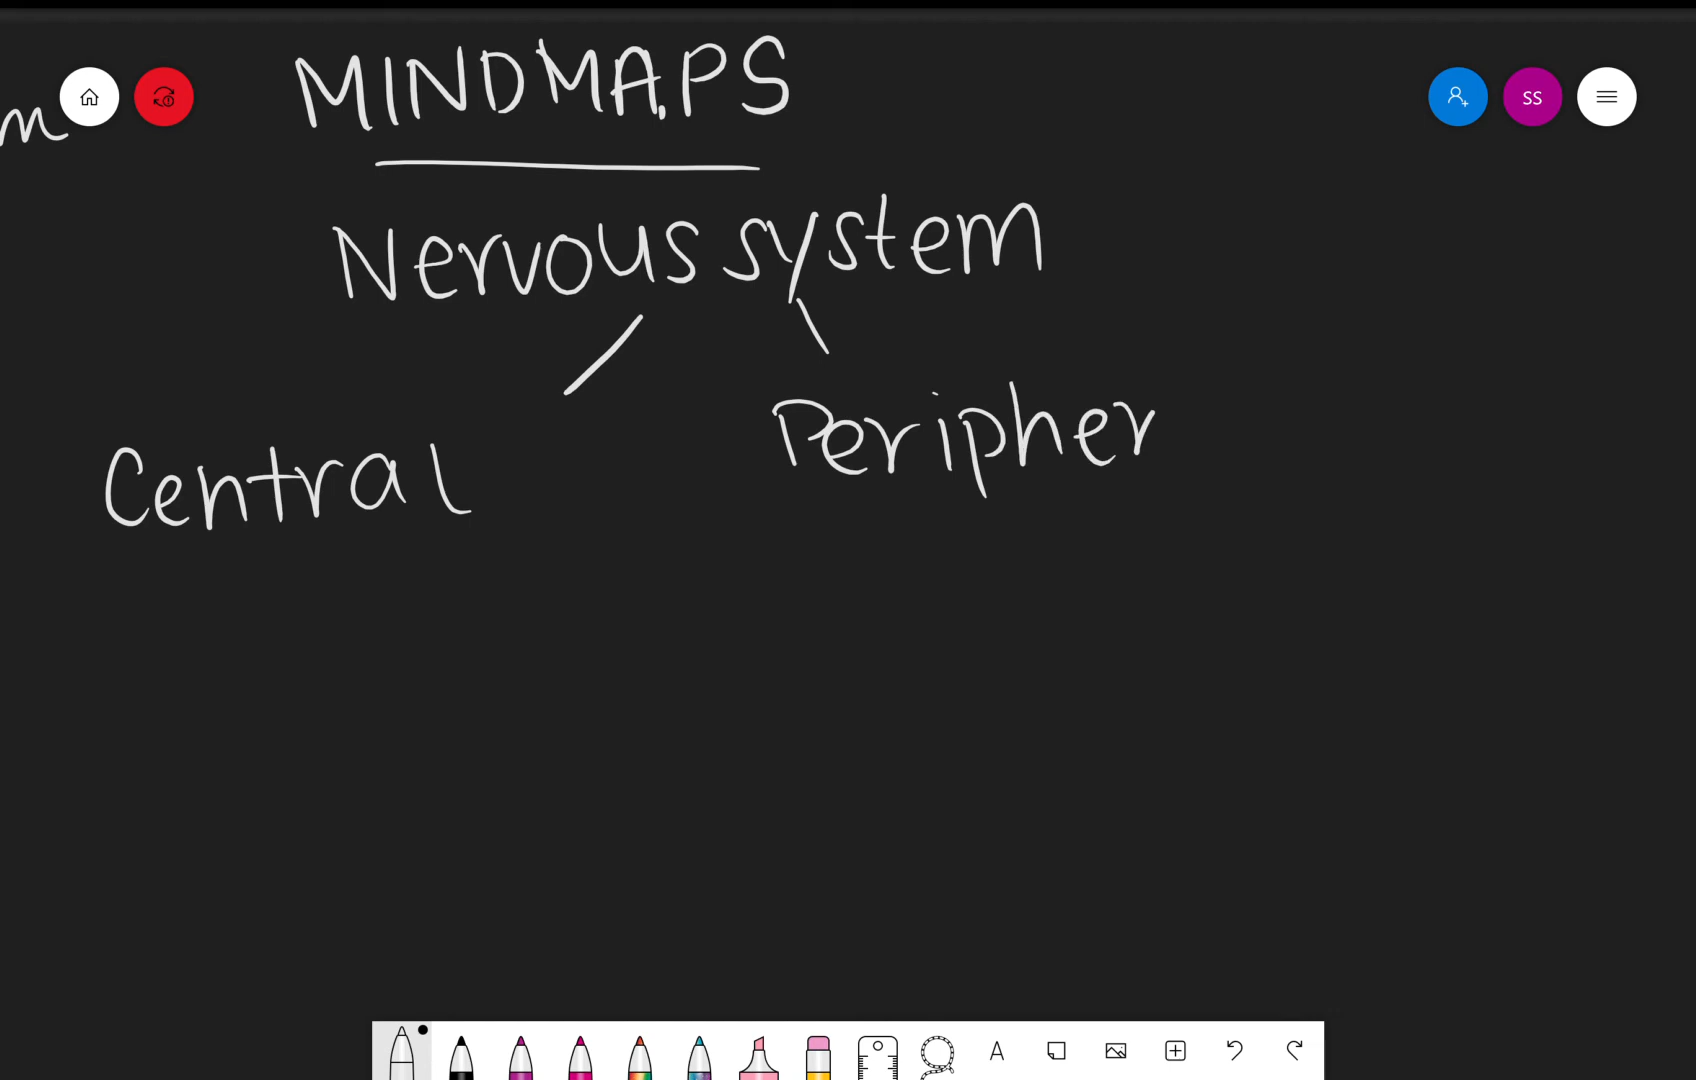 MINDMAPS
m
SS
Nervous system
Peripher
Central
A